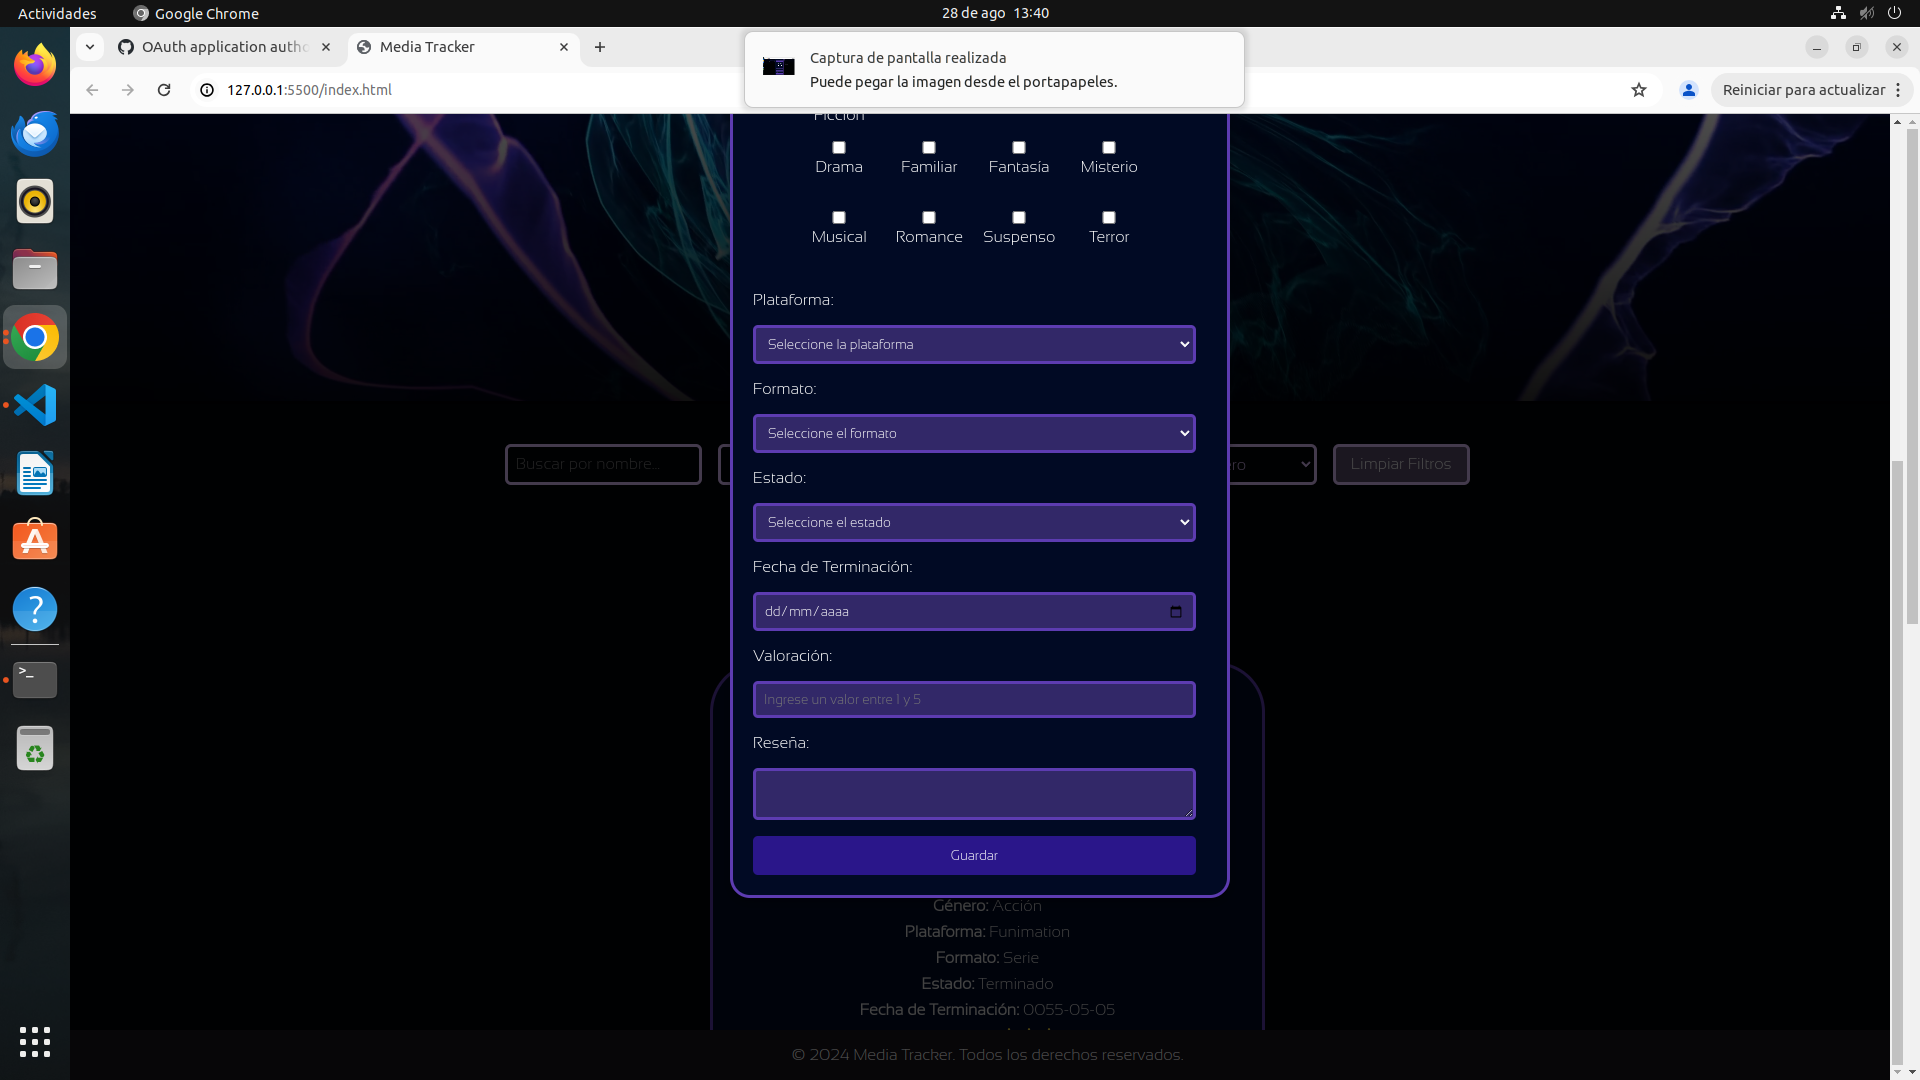 Actividades
Google Chrome
28 de ago 13:40
OAuth application autho
Media Tracker
Captura de pantalla realizada
Puede pegar la imagen desde el portapapeles.
127.0.0.1:5500/index.html
Reiniciar para actualizar
Ficción
Drama
Familiar
Fantasía
Misterio
Musical
Romance
Suspenso
Terror
Plataforma:
Seleccione la plataforma
Formato:
Seleccione el formato
Buscar por nombre...
ero
Limpiar Filtros
Estado:
Seleccione el estado
Fecha de Terminación:
dd/mm/aaaa
Valoración:
Ingrese un valor entre 1 y 5
Reseña:
Guardar
Género: Acción
Plataforma: Funimation
Formato: Serie
Estado: Terminado
Fecha de Terminación: 0055-05-05
© 2024 Media Tracker. Todos los derechos reservados.